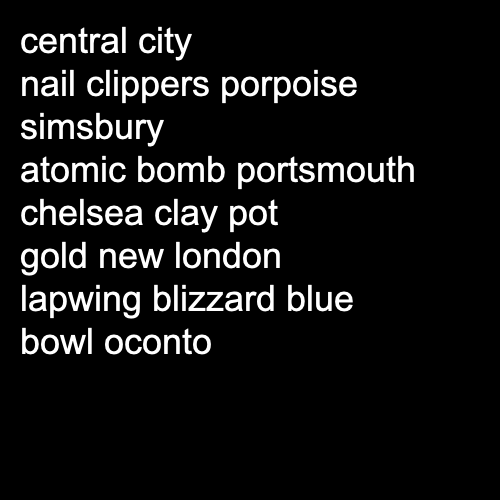 central city
nail clippers porpoise
simsbury
atomic bomb portsmouth
chelsea clay pot
gold new london
lapwing blizzard blue
bowl oconto